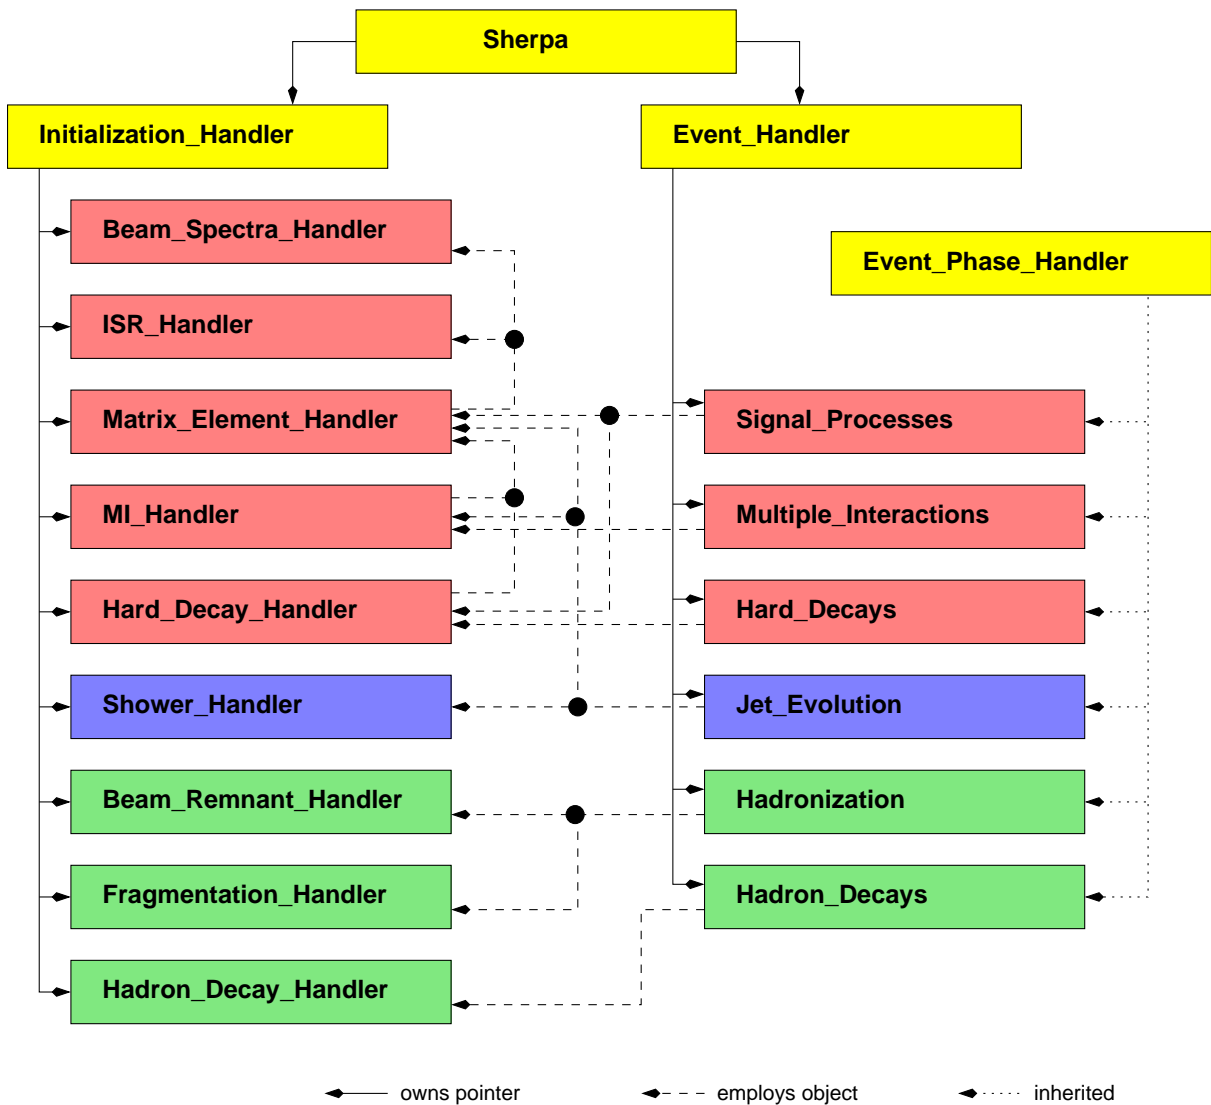 Sherpa
Initialization_Handler
Event_Handler
Beam_Spectra_Handler
Event_Phase_Handler
ISR_Handler
Matrix_Element_Handler
Signal_Processes
MI_Handler
Multiple_Interactions
Hard_Decay_Handler
Hard_Decays
Shower_Handler
Jet_Evolution
Beam_Remnant_Handler
Hadronization
Fragmentation_Handler
Hadron_Decays
Hadron_Decay_Handler
owns pointer
employs object
inherited